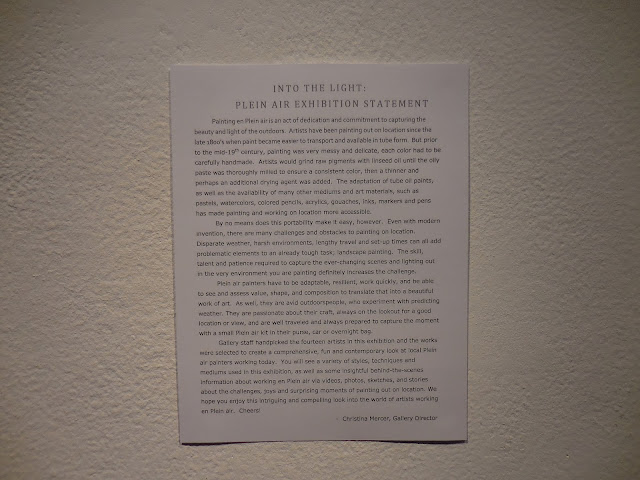 INTO THE LIGHT:
PLEIN AIR EXHIBITION STATEMENT
Painting en Plein air is an act of dedication and commitment to capturing the
beauty and light of the outdoors. Artists have been painting out on location since the
late 1800's when paint became easier to transport and available in tube form. But prior
to the mid-19th century, painting was very messy and delicate, each color had to be
carefully handmade. Artists would grind raw pigments with linseed oil until the oily
paste was thoroughly milled to ensure a consistent color, then a thinner and
perhaps an additional drying agent was added. The adaptation of tube oil paints,
as well as the availability of many other mediums and art materials, such as
pastels, watercolors, colored pencils, acrylics, gouaches, inks, markers and pens
has made painting and working on location more accessible.
By no means does this portability make it easy, however. Even with modern
invention, there are many challenges and obstacles to painting on location.
Disparate weather, harsh environments, lengthy travel and set-up times can all add
problematic elements to an already tough task, landscape painting. The skill,
talent and patience required to capture the ever-changing scenes and lighting out
in the very environment you are painting definitely increases the challenge.
Plein air painters have to be adaptable, resilient, work quickly, and be able
to see and assess value, shape, and composition to translate that into a beautiful
work of art. As well, they are avid outdoorspeople, who experiment with predicting
weather. They are passionate about their craft, always on the lookout for a good
location or view, and are well traveled and always prepared to capture the moment
with a small Plein air kit in their purse, car or overnight bag.
Gallery staff handpicked the fourteen artists in this exhibition and the works
were selected to create a comprehensive, fun and contemporary look at local Plein
air painters working today. You will see a variety of styles, techniques and
mediums used in this exhibition, as well as some insightful behind-the-scenes
information about working en Plein air via videos, photos, sketches, and stories
about the challenges, joys and surprising moments of painting out on location. We
hope you enjoy this intriguing and compelling look into the world of artists working
en Plein air. Cheers!
- Christina Mercer, Gallery Director